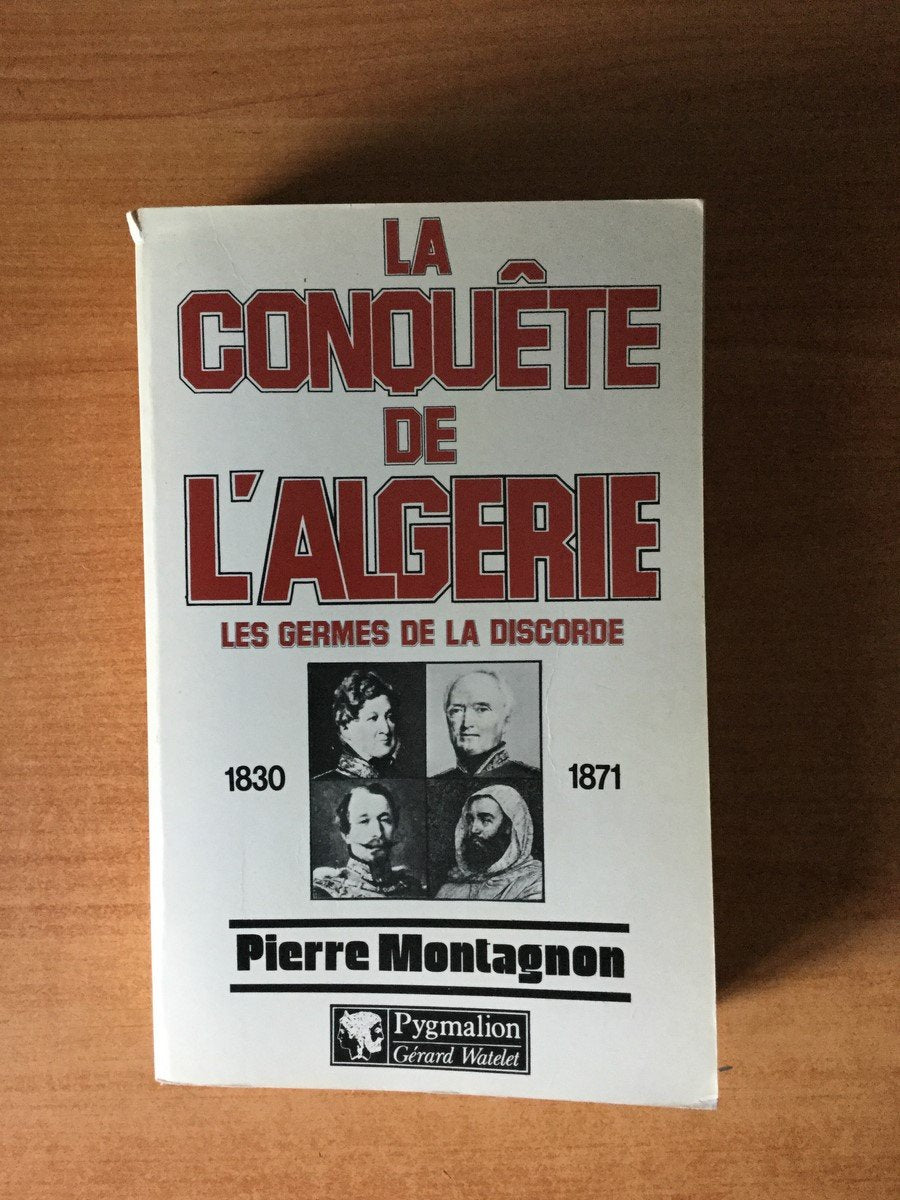 LA
CONQUÊTE
DE
L'ALGERIE
LES GERMES DE LA DISCORDE
1830
1871
Pierre Montagnon
Pygmalion
Gérard Watelet